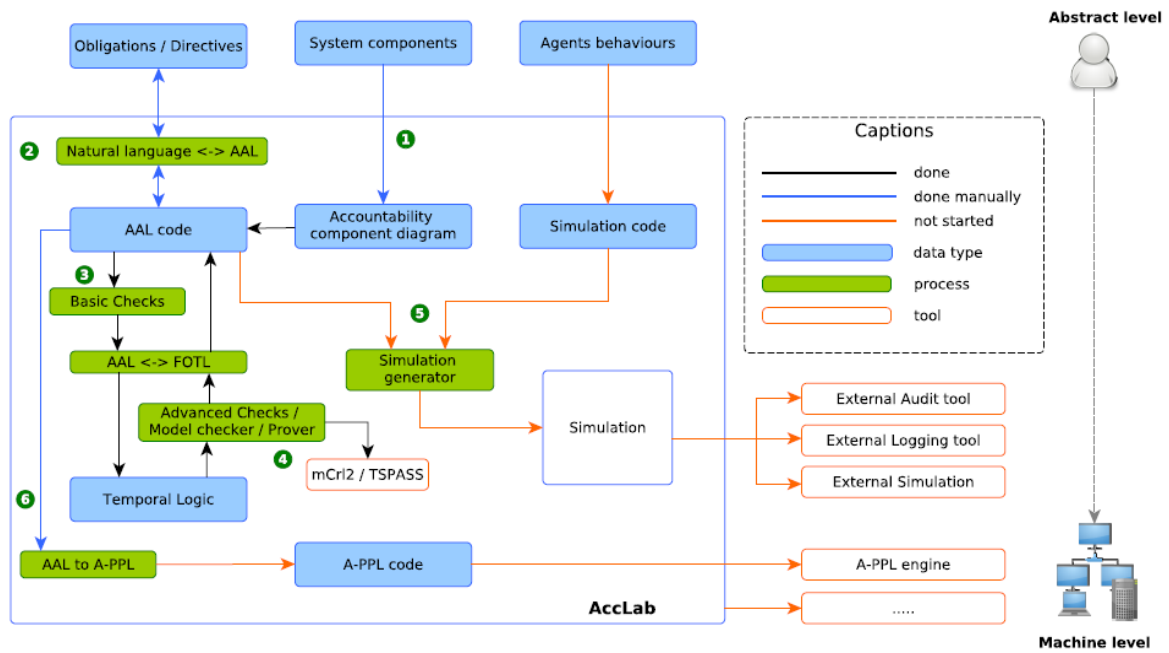 Abstract level
Obligations / Directives
System components
Agents behaviours
1
2
Natural language <-> AAL
Captions
done
done manually
not started
data type
process
tool
AAL code
Accountability
component diagram
Simulation code
3
Basic Checks
5
AAL <-> FOTL
Simulation
generator
Advanced Checks /
Model checker / Prover
4
mCrl2 / TSPASS
Simulation
External Audit tool
External Logging tool
External Simulation
6
Temporal Logic
AAL to A-PPL
A-PPL code
A-PPL engine
AccLab
.....
Machine level